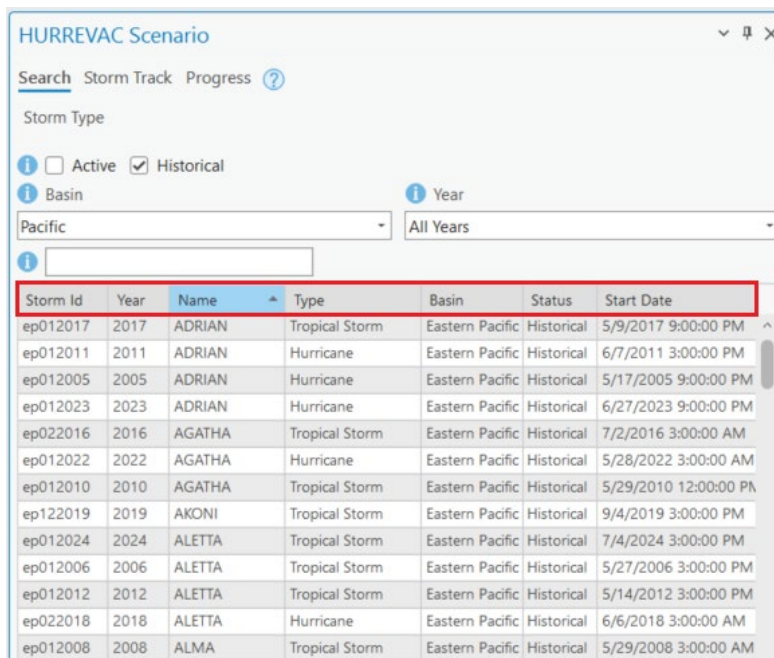 HURREVAC Scenario
Search Storm Track Progress ?
Storm Type
i Active Historical
i Basin i Year
Pacific All Years
i
Storm Id Year Name Type Basin Status Start Date
ep012017 2017 ADRIAN Tropical Storm Eastern Pacific Historical 5/9/2017 9:00:00 PM
ep012011 2011 ADRIAN Hurricane Eastern Pacific Historical 6/7/2011 3:00:00 PM
ep012005 2005 ADRIAN Hurricane Eastern Pacific Historical 5/17/2005 9:00:00 PM
ep012023 2023 ADRIAN Hurricane Eastern Pacific Historical 6/27/2023 9:00:00 PM
ep022016 2016 AGATHA Tropical Storm Eastern Pacific Historical 7/2/2016 3:00:00 AM
ep012022 2022 AGATHA Hurricane Eastern Pacific Historical 5/28/2022 3:00:00 AM
ep012010 2010 AGATHA Tropical Storm Eastern Pacific Historical 5/29/2010 12:00:00 PM
ep122019 2019 AKONI Tropical Storm Eastern Pacific Historical 9/4/2019 3:00:00 PM
ep012024 2024 ALETTA Tropical Storm Eastern Pacific Historical 7/4/2024 3:00:00 PM
ep012006 2006 ALETTA Tropical Storm Eastern Pacific Historical 5/27/2006 3:00:00 PM
ep012012 2012 ALETTA Tropical Storm Eastern Pacific Historical 5/14/2012 3:00:00 PM
ep022018 2018 ALETTA Hurricane Eastern Pacific Historical 6/6/2018 3:00:00 AM
ep012008 2008 ALMA Tropical Storm Eastern Pacific Historical 5/29/2008 3:00:00 AM